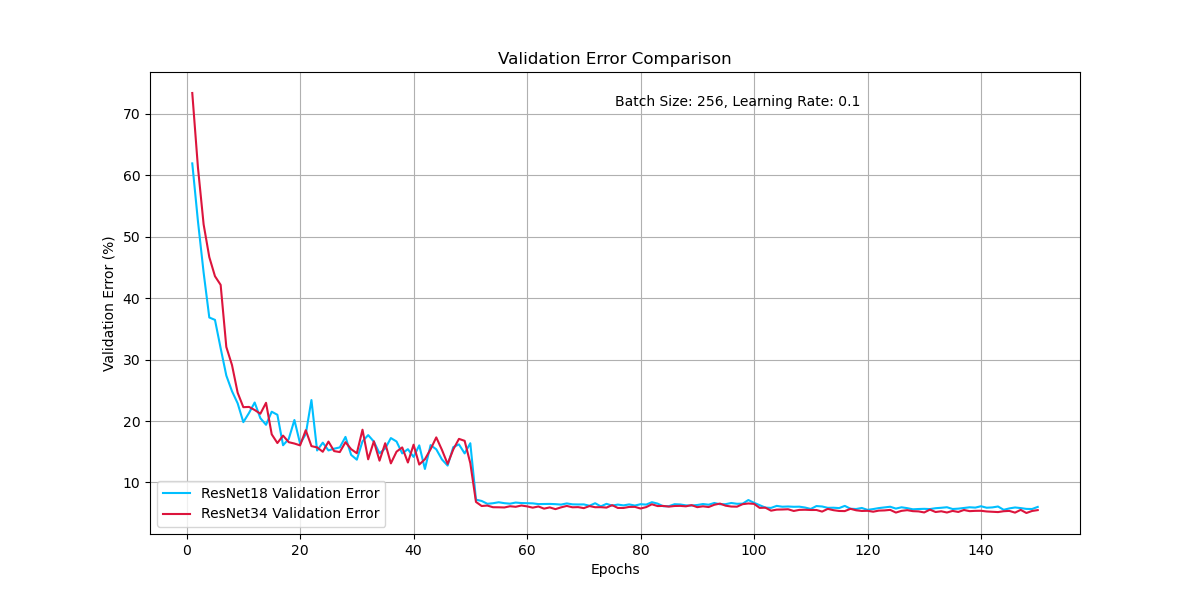 Validation Error Comparison
Batch Size: 256, Learning Rate: 0.1
Validation Error (%)
70
60
50
40
30
20
10
ResNet18 Validation Error
ResNet34 Validation Error
0 20 40 60 80 100 120 140
Epochs